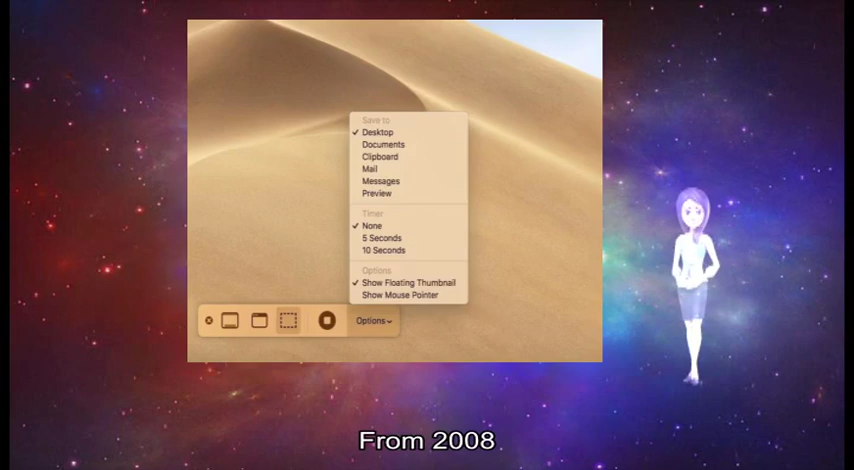 Save to
✓ Desktop
Documents
Clipboard
Mail
Messages
Preview
Timer
✓ None
5 Seconds
10 Seconds
Options
✓ Show Floating Thumbnail
Show Mouse Pointer
Options
From 2008